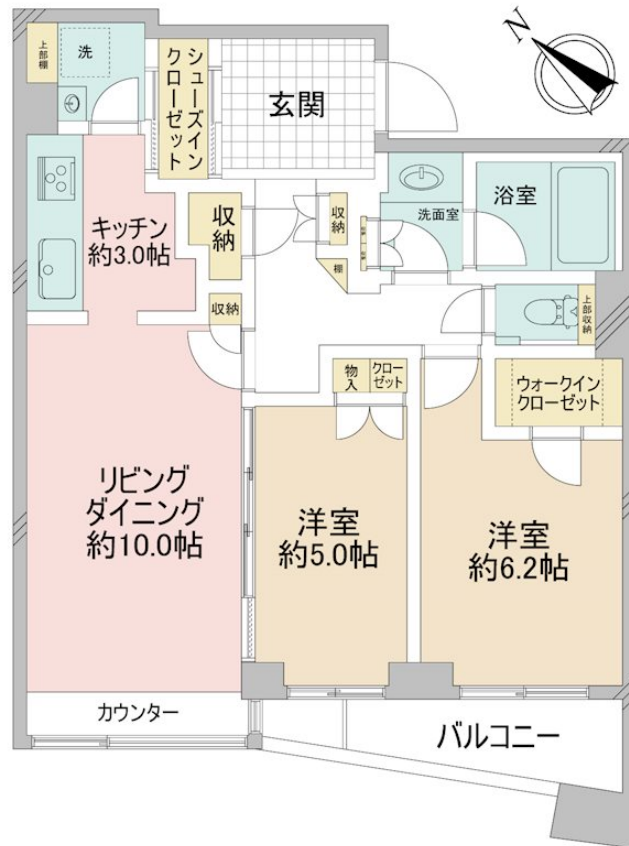 N
上部棚
洗
シューズイン
クローゼット
玄関
キッチン
約3.0帖
収納
収納
洗面室
浴室
棚
収納
上部収納
物入
クローゼット
ウォークイン
クローゼット
リビング
ダイニング
約10.0帖
洋室
約5.0帖
洋室
約6.2帖
カウンター
バルコニー